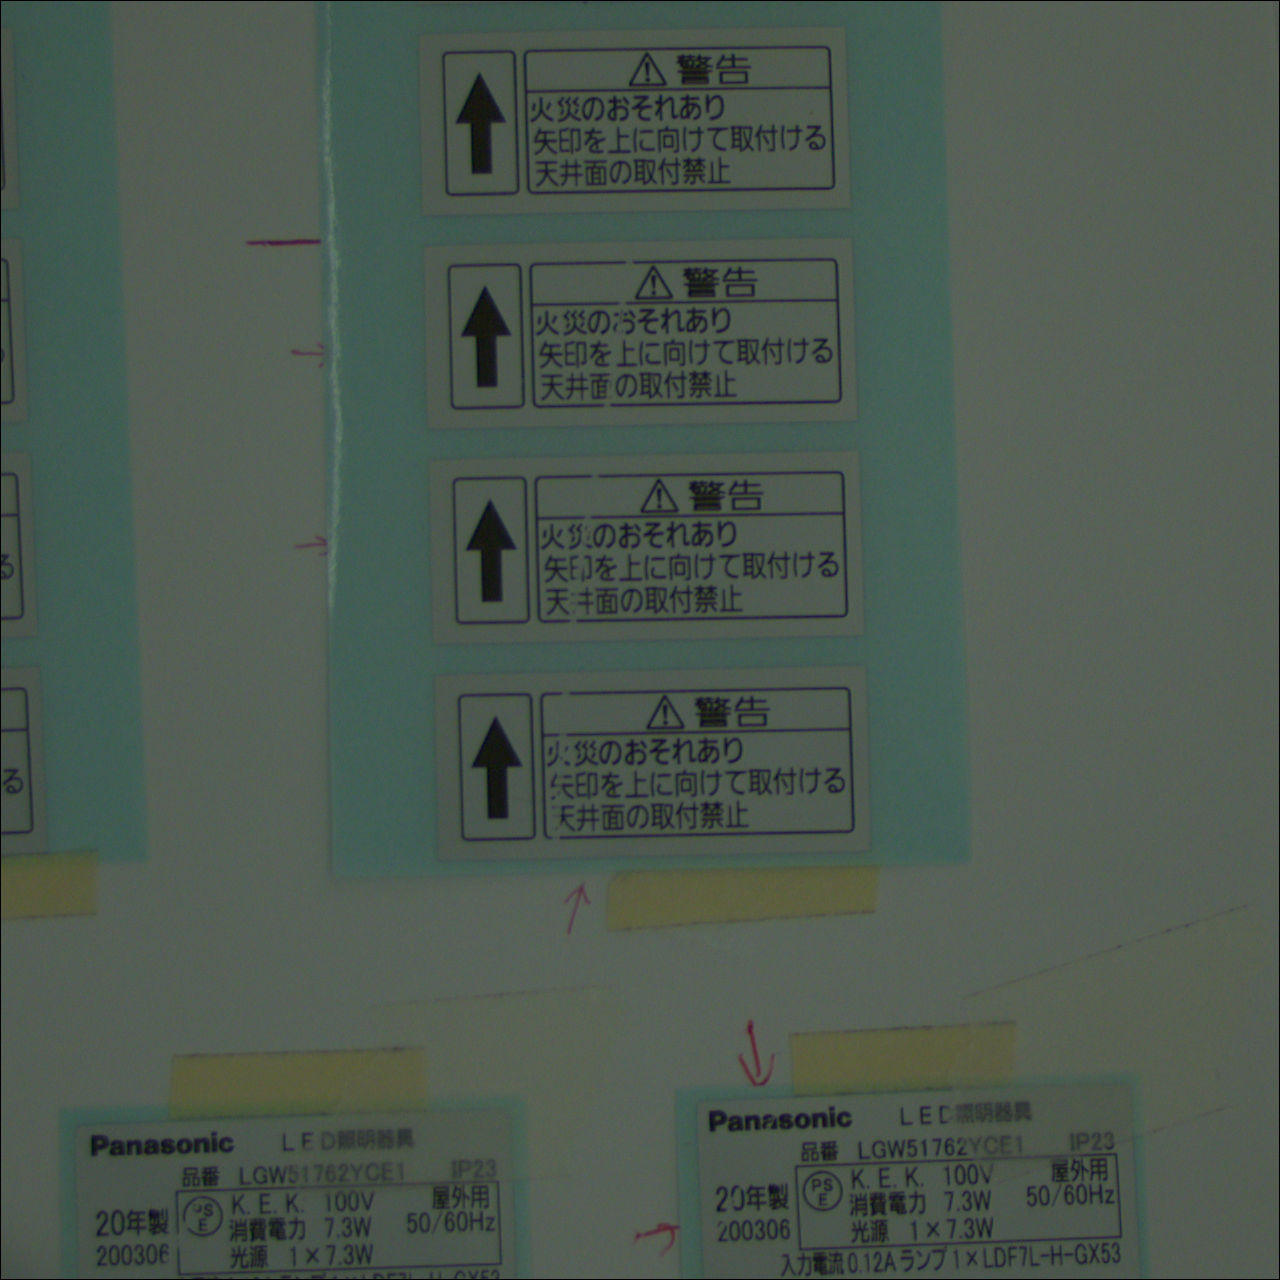 ⚠警告
火災のおそれあり
矢印を上に向けて取付ける
天井面の取付禁止
⚠警告
火災のおそれあり
矢印を上に向けて取付ける
天井面の取付禁止
⚠警告
火災のおそれあり
矢印を上に向けて取付ける
天井面の取付禁止
⚠警告
火災のおそれあり
矢印を上に向けて取付ける
天井面の取付禁止
る
る
Panasonic LED照明器具
品番 LGW51762YCE1 IP23
PSE K.E.K. 100V 屋外用
20年製 消費電力 7.3W 50/60Hz
200306 光源 1×7.3W
Panasonic LED照明器具
品番 LGW51762YCE1 IP23
PSE K.E.K. 100V 屋外用
20年製 消費電力 7.3W 50/60Hz
200306 光源 1×7.3W
入力電流0.12A ランプ1×LDF7L-H-GX53